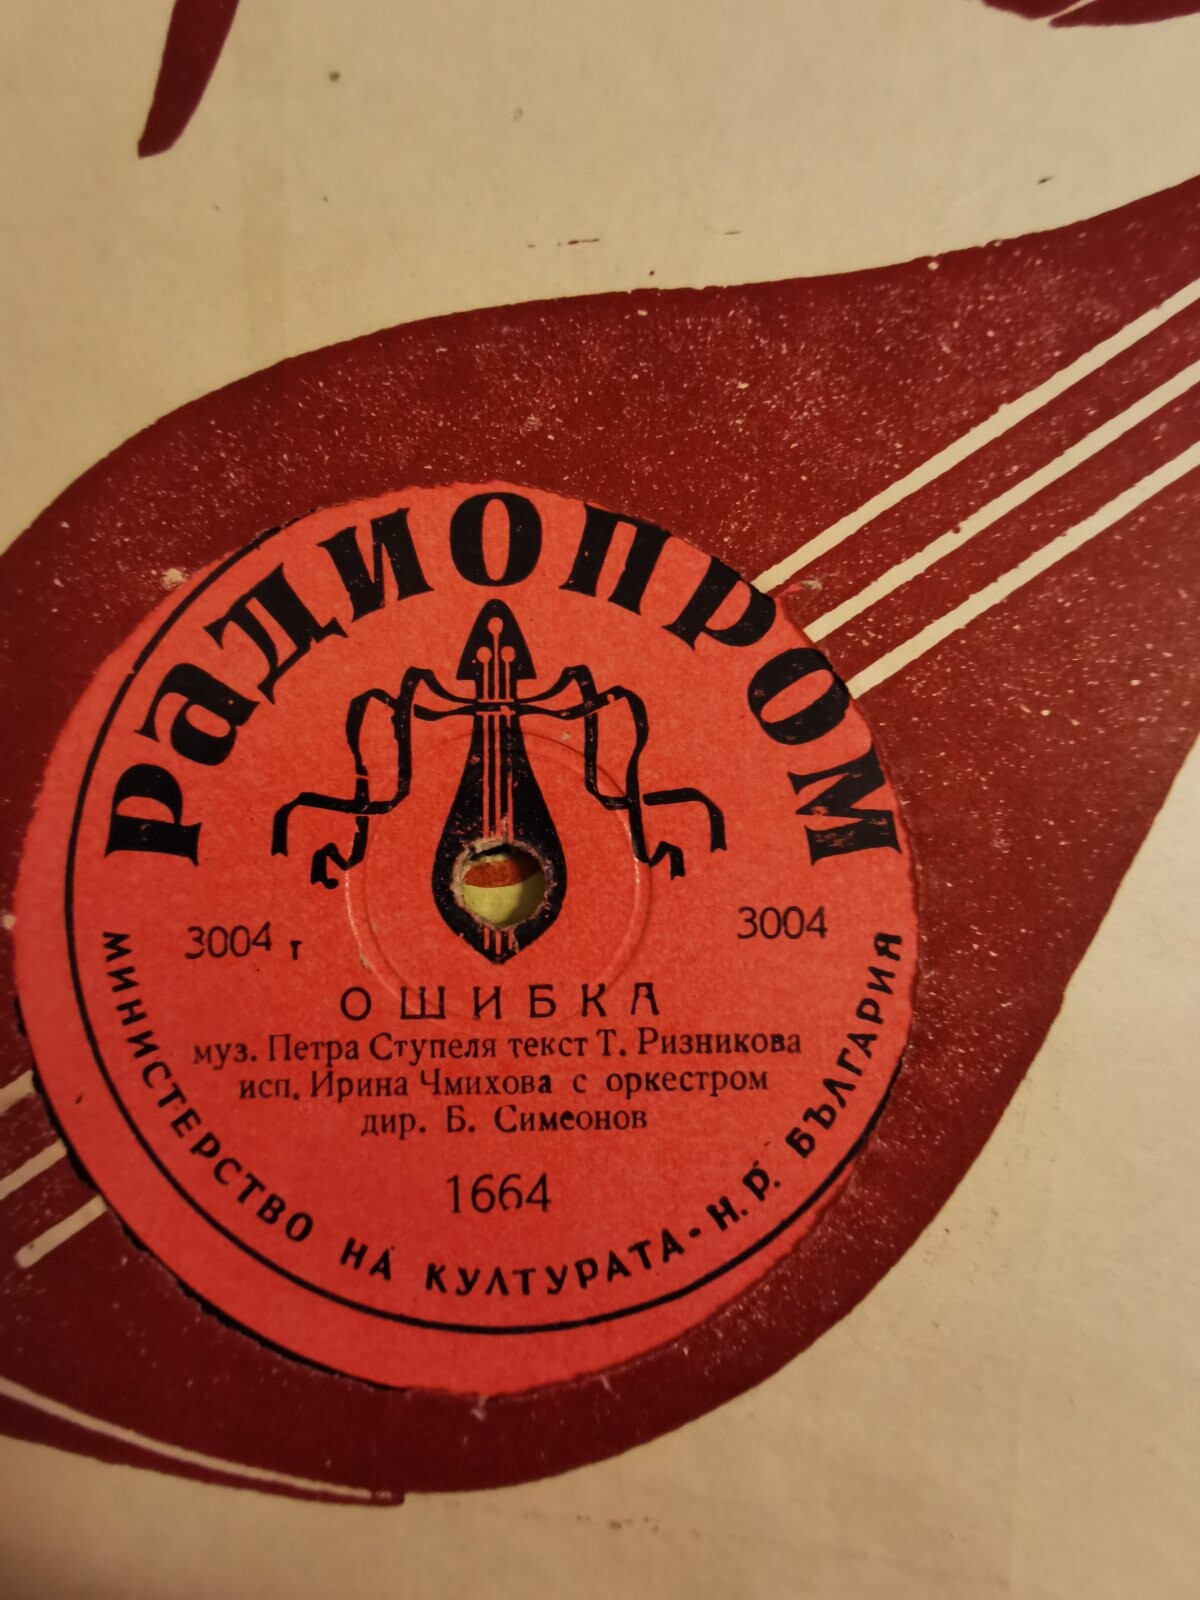 Радиопром
3004 г 3004
ОШИБКА
муз. Петра Ступеля текст Т. Ризникова
исп. Ирина Чмихова с оркестром
дир. Б. Симеонов
1664
МИНИСТЕРСТВО НА КУЛТУРАТА - Н. Р. БЪЛГАРИЯ